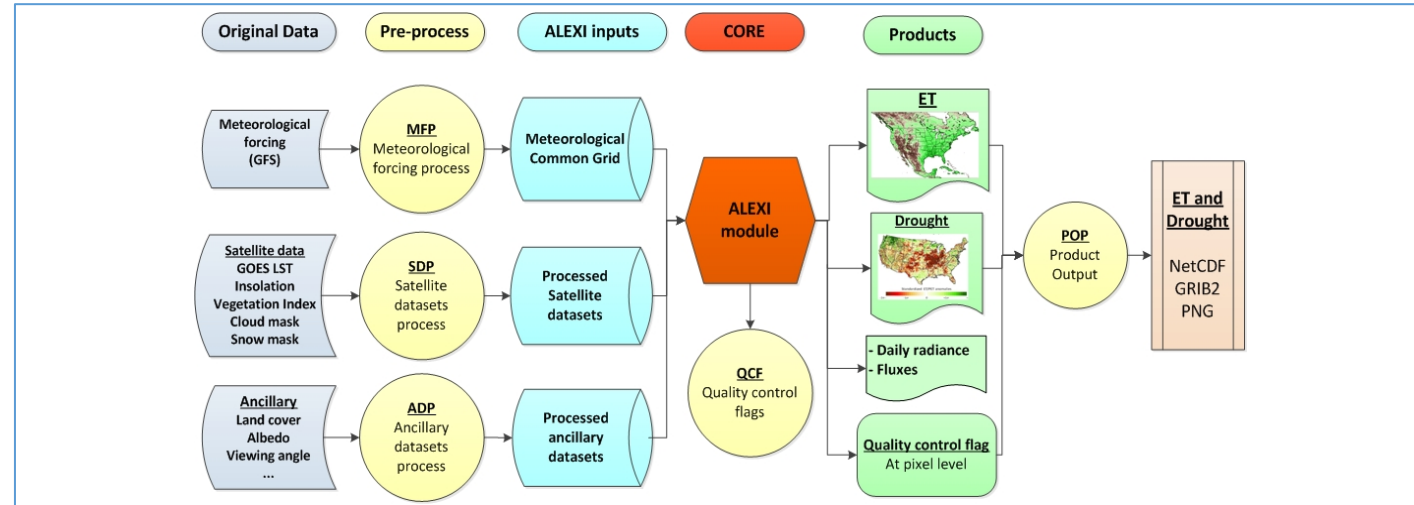 Original Data
Pre-process
ALEXI inputs
CORE
Products
Meteorological
forcing
(GFS)
MFP
Meteorological
forcing process
Meteorological
Common Grid
Satellite data
GOES LST
Insolation
Vegetation Index
Cloud mask
Snow mask
SDP
Satellite
datasets
process
Processed
Satellite
datasets
Ancillary
Land cover
Albedo
Viewing angle
...
ADP
Ancillary
datasets
process
Processed
ancillary
datasets
ALEXI
module
QCF
Quality control
flags
ET
Drought
- Daily radiance
- Fluxes
Quality control flag
At pixel level
POP
Product
Output
ET and
Drought
NetCDF
GRIB2
PNG